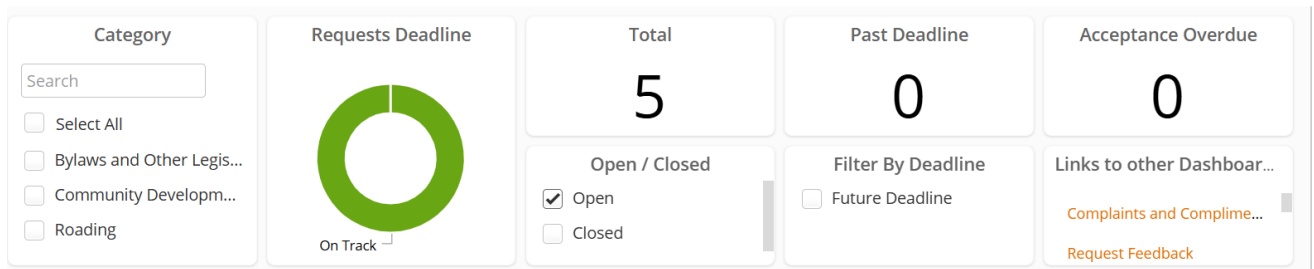 Category
Search
Select All
Bylaws and Other Legis...
Community Developm...
Roading
Requests Deadline
On Track
Total
5
Past Deadline
0
Acceptance Overdue
0
Open / Closed
Open
Closed
Filter By Deadline
Future Deadline
Links to other Dashboar...
Complaints and Complime...
Request Feedback